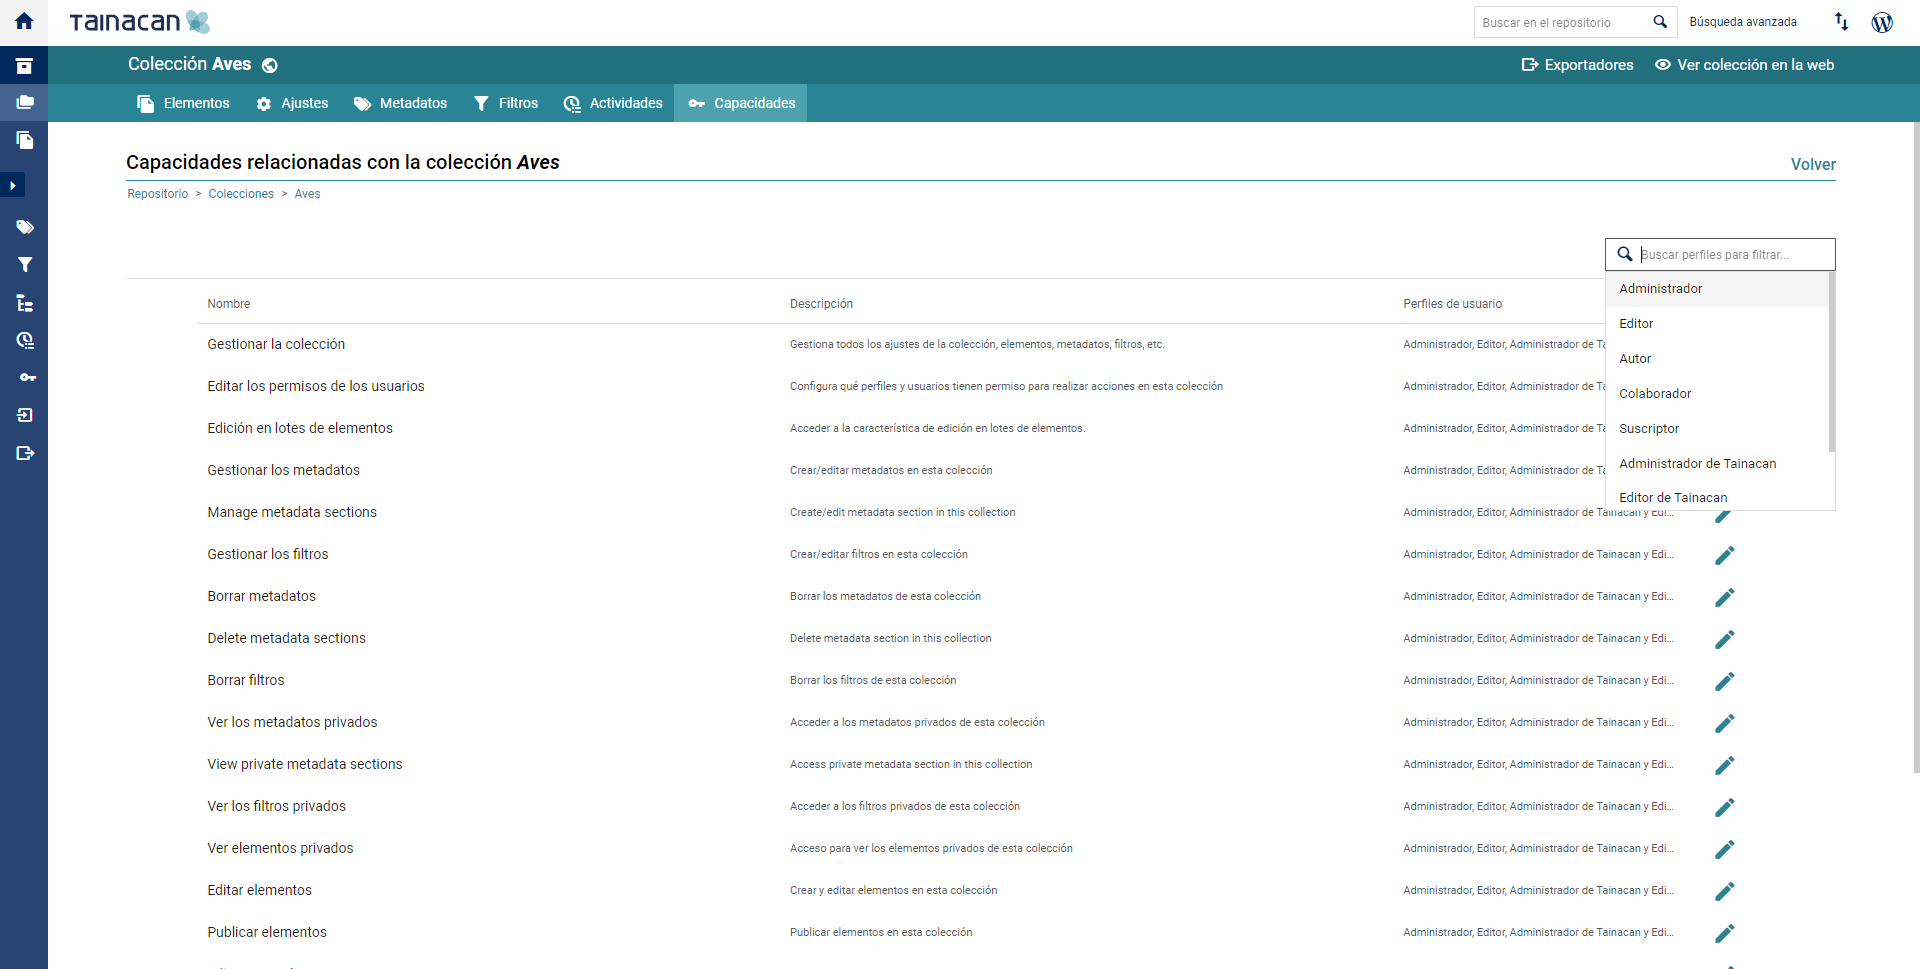 TAINACAN
Buscar en el repositorio
Búsqueda avanzada
Colección Aves
Exportadores
Ver colección en la web
Elementos
Ajustes
Metadatos
Filtros
Actividades
Capacidades
Capacidades relacionadas con la colección Aves
Volver
Repositorio > Colecciones > Aves
Buscar perfiles para filtrar...
Administrador
Editor
Autor
Colaborador
Suscriptor
Administrador de Tainacan
Editor de Tainacan
Nombre Descripción Perfiles de usuario
Gestionar la colección Gestiona todos los ajustes de la colección, elementos, metadatos, filtros, etc. Administrador, Editor, Administrador de Ta
Editar los permisos de los usuarios Configura qué perfiles y usuarios tienen permiso para realizar acciones en esta colección Administrador, Editor, Administrador de Ta
Edición en lotes de elementos Acceder a la característica de edición en lotes de elementos. Administrador, Editor, Administrador de Ta
Gestionar los metadatos Crear/editar metadatos en esta colección Administrador, Editor, Administrador de Ta
Manage metadata sections Create/edit metadata section in this collection Administrador, Editor, Administrador de Tainacan y Edi...
Gestionar los filtros Crear/editar filtros en esta colección Administrador, Editor, Administrador de Tainacan y Edi...
Borrar metadatos Borrar los metadatos de esta colección Administrador, Editor, Administrador de Tainacan y Edi...
Delete metadata sections Delete metadata section in this collection Administrador, Editor, Administrador de Tainacan y Edi...
Borrar filtros Borrar los filtros de esta colección Administrador, Editor, Administrador de Tainacan y Edi...
Ver los metadatos privados Acceder a los metadatos privados de esta colección Administrador, Editor, Administrador de Tainacan y Edi...
View private metadata sections Access private metadata section in this collection Administrador, Editor, Administrador de Tainacan y Edi...
Ver los filtros privados Acceder a los filtros privados de esta colección Administrador, Editor, Administrador de Tainacan y Edi...
Ver elementos privados Acceso para ver los elementos privados de esta colección Administrador, Editor, Administrador de Tainacan y Edi...
Editar elementos Crear y editar elementos en esta colección Administrador, Editor, Administrador de Tainacan y Edi...
Publicar elementos Publicar elementos en esta colección Administrador, Editor, Administrador de Tainacan y Edi...